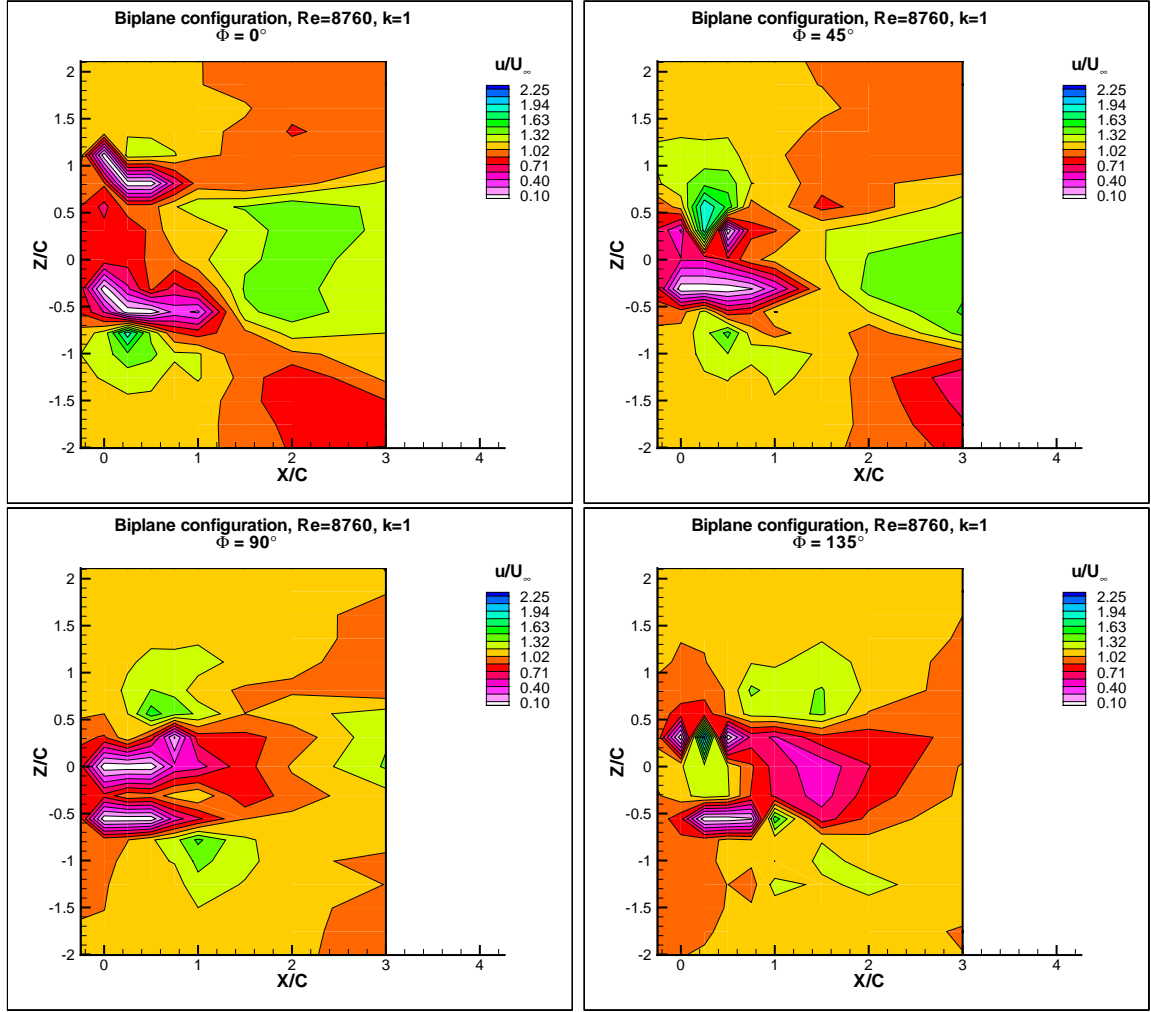 Biplane configuration, Re=8760, k=1
Φ = 0°
u/U∞
2.25
1.94
1.63
1.32
1.02
0.71
0.40
0.10
Z/C
2
1.5
1
0.5
0
-0.5
-1
-1.5
-2
0 1 2 3 4
X/C
Biplane configuration, Re=8760, k=1
Φ = 45°
u/U∞
2.25
1.94
1.63
1.32
1.02
0.71
0.40
0.10
Z/C
2
1.5
1
0.5
0
-0.5
-1
-1.5
-2
0 1 2 3 4
X/C
Biplane configuration, Re=8760, k=1
Φ = 90°
u/U∞
2.25
1.94
1.63
1.32
1.02
0.71
0.40
0.10
Z/C
2
1.5
1
0.5
0
-0.5
-1
-1.5
-2
0 1 2 3 4
X/C
Biplane configuration, Re=8760, k=1
Φ = 135°
u/U∞
2.25
1.94
1.63
1.32
1.02
0.71
0.40
0.10
Z/C
2
1.5
1
0.5
0
-0.5
-1
-1.5
-2
0 1 2 3 4
X/C